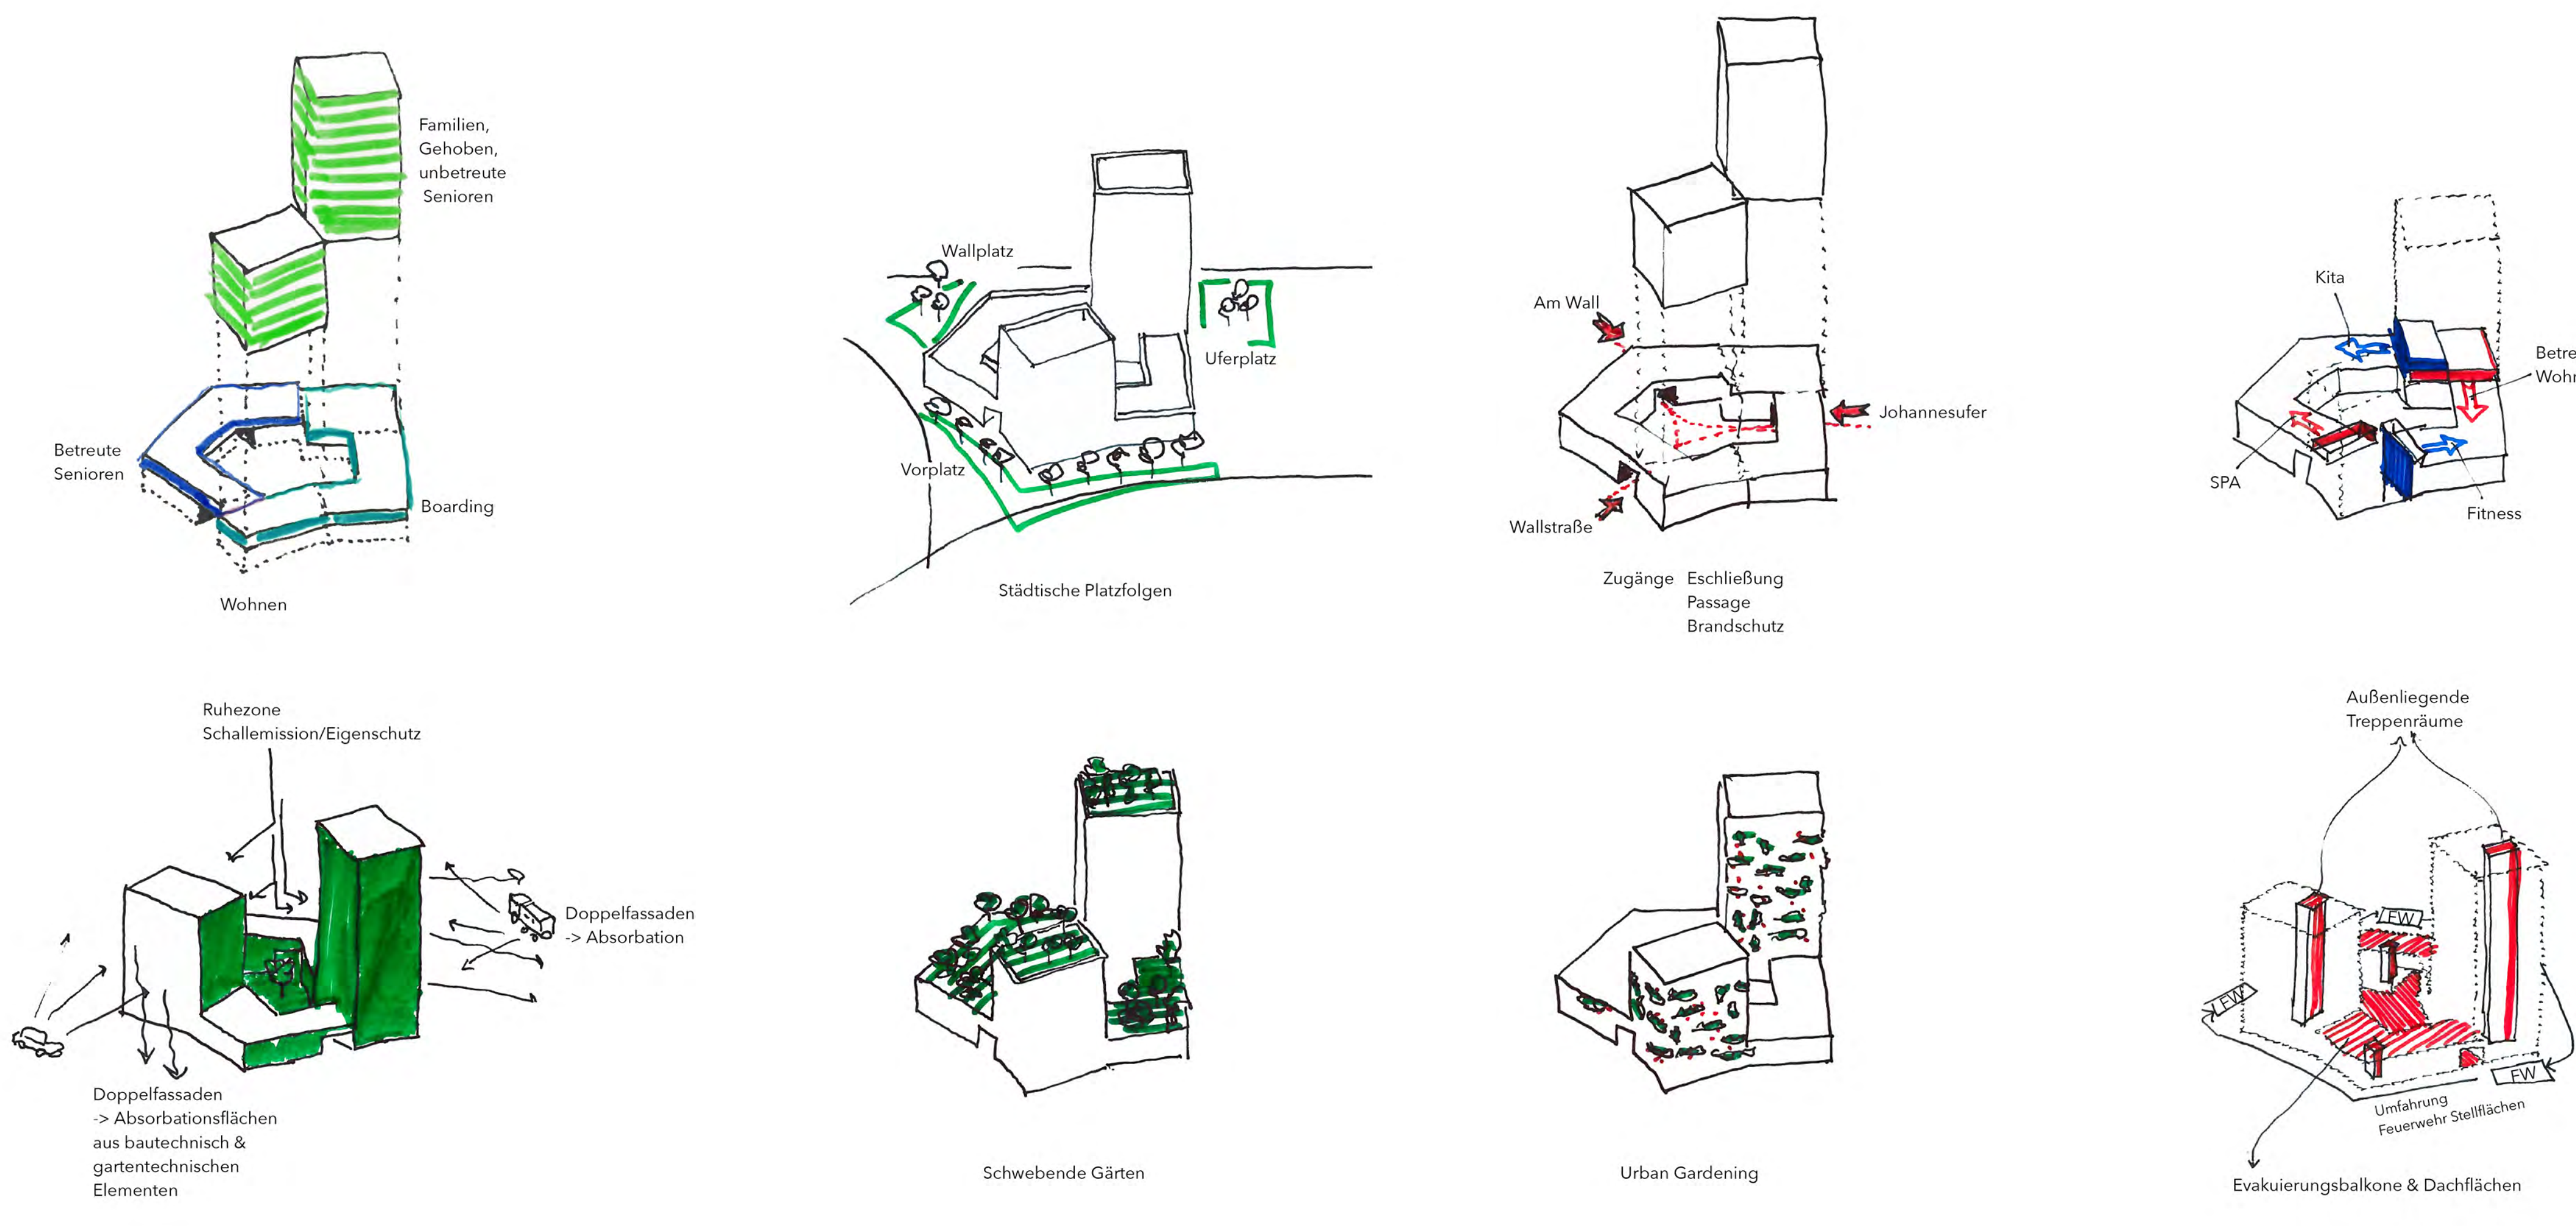 Familien,
Gehoben,
unbetreute
Senioren
Betreute
Senioren
Boarding
Wohnen
Wallplatz
Uferplatz
Vorplatz
Städtische Platzfolgen
Am Wall
Johannesufer
Wallstraße
Zugänge Eschließung
Passage
Brandschutz
Kita
Betre
Wohn
SPA
Fitness
Ruhezone
Schallemission/Eigenschutz
Doppelfassaden
-> Absorbation
Doppelfassaden
-> Absorbationsflächen
aus bautechnisch &
gartentechnischen
Elementen
Schwebende Gärten
Urban Gardening
Außenliegende
Treppenräume
FW
FW
FW
Umfahrung
Feuerwehr Stellflächen
Evakuierungsbalkone & Dachflächen